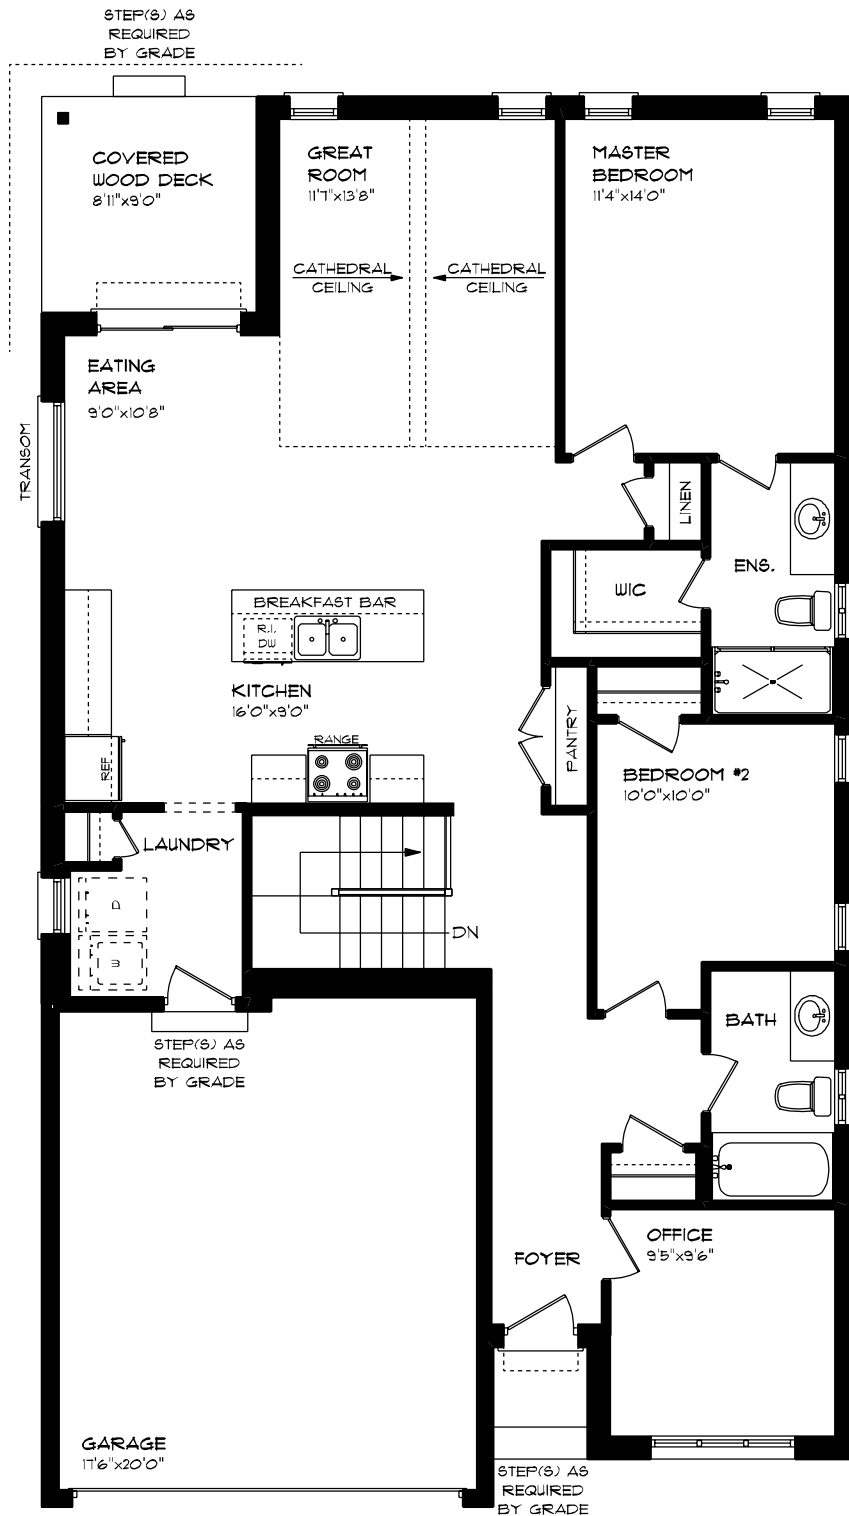 STEP(S) AS
REQUIRED
BY GRADE
COVERED
WOOD DECK
8'11"x9'0"
GREAT
ROOM
11'7"x13'8"
MASTER
BEDROOM
11'4"x14'0"
CATHEDRAL
CEILING
CATHEDRAL
CEILING
EATING
AREA
9'0"x10'8"
TRANSOM
LINEN
ENS.
WIC
BREAKFAST BAR
R.I.
DW
KITCHEN
16'0"x9'0"
RANGE
REF
PANTRY
BEDROOM #2
10'0"x10'0"
LAUNDRY
D
W
DN
BATH
STEP(S) AS
REQUIRED
BY GRADE
FOYER
OFFICE
9'5"x9'6"
GARAGE
17'6"x20'0"
STEP(S) AS
REQUIRED
BY GRADE